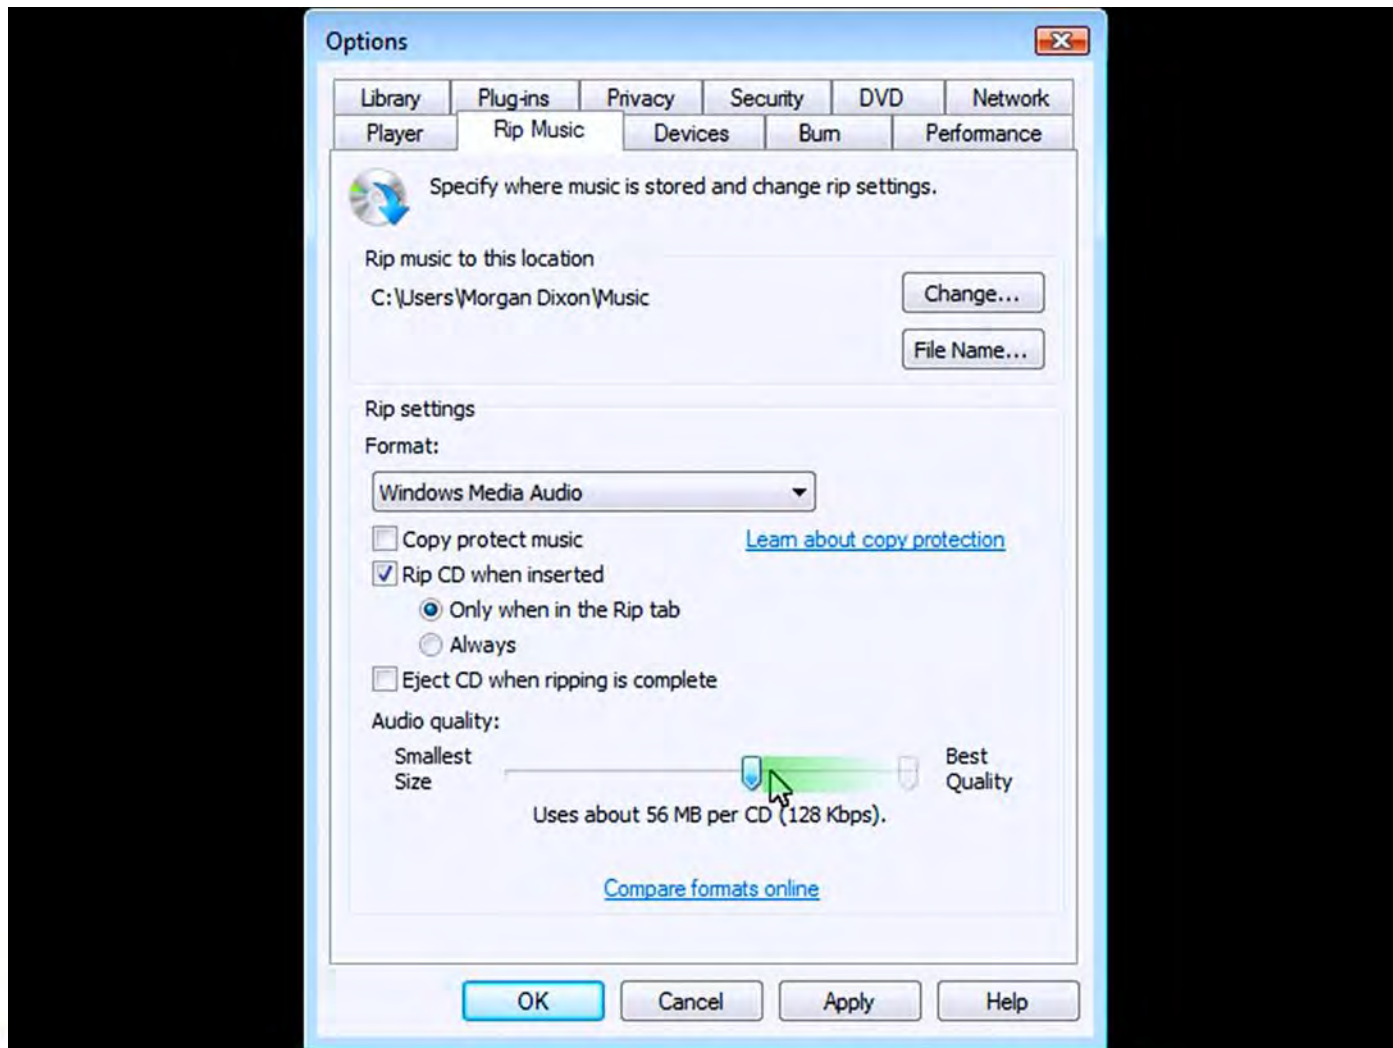 Options
Library Plug-ins Privacy Security DVD Network
Player Rip Music Devices Burn Performance
Specify where music is stored and change rip settings.
Rip music to this location
C:\Users\Morgan Dixon\Music
Change...
File Name...
Rip settings
Format:
Windows Media Audio
Copy protect music Learn about copy protection
Rip CD when inserted
Only when in the Rip tab
Always
Eject CD when ripping is complete
Audio quality:
Smallest
Size
Best
Quality
Uses about 56 MB per CD (128 Kbps).
Compare formats online
OK Cancel Apply Help